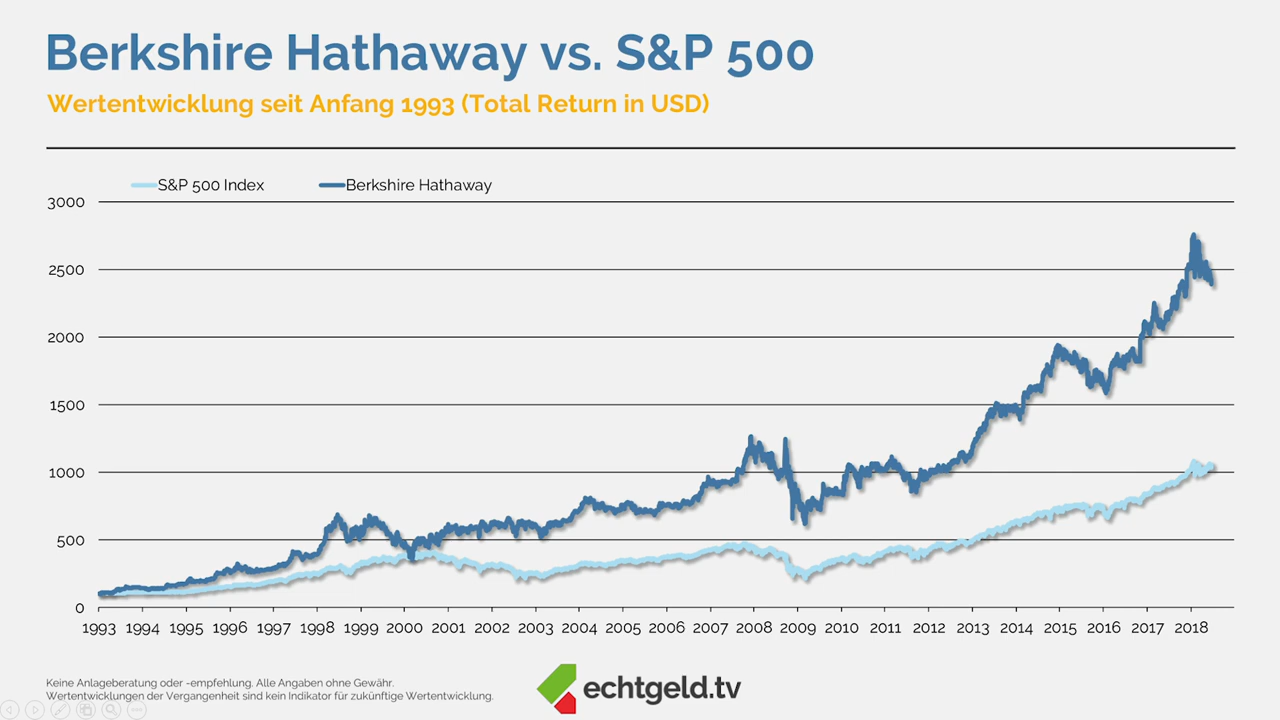 Berkshire Hathaway vs. S&P 500
Wertentwicklung seit Anfang 1993 (Total Return in USD)
S&P 500 Index
Berkshire Hathaway
3000
2500
2000
1500
1000
500
0
1993 1994 1995 1996 1997 1998 1999 2000 2001 2002 2003 2004 2005 2006 2007 2008 2009 2010 2011 2012 2013 2014 2015 2016 2017 2018
Keine Anlageberatung oder -empfehlung. Alle Angaben ohne Gewähr.
Wertentwicklungen der Vergangenheit sind kein Indikator für zukünftige Wertentwicklung.
echtgeld.tv